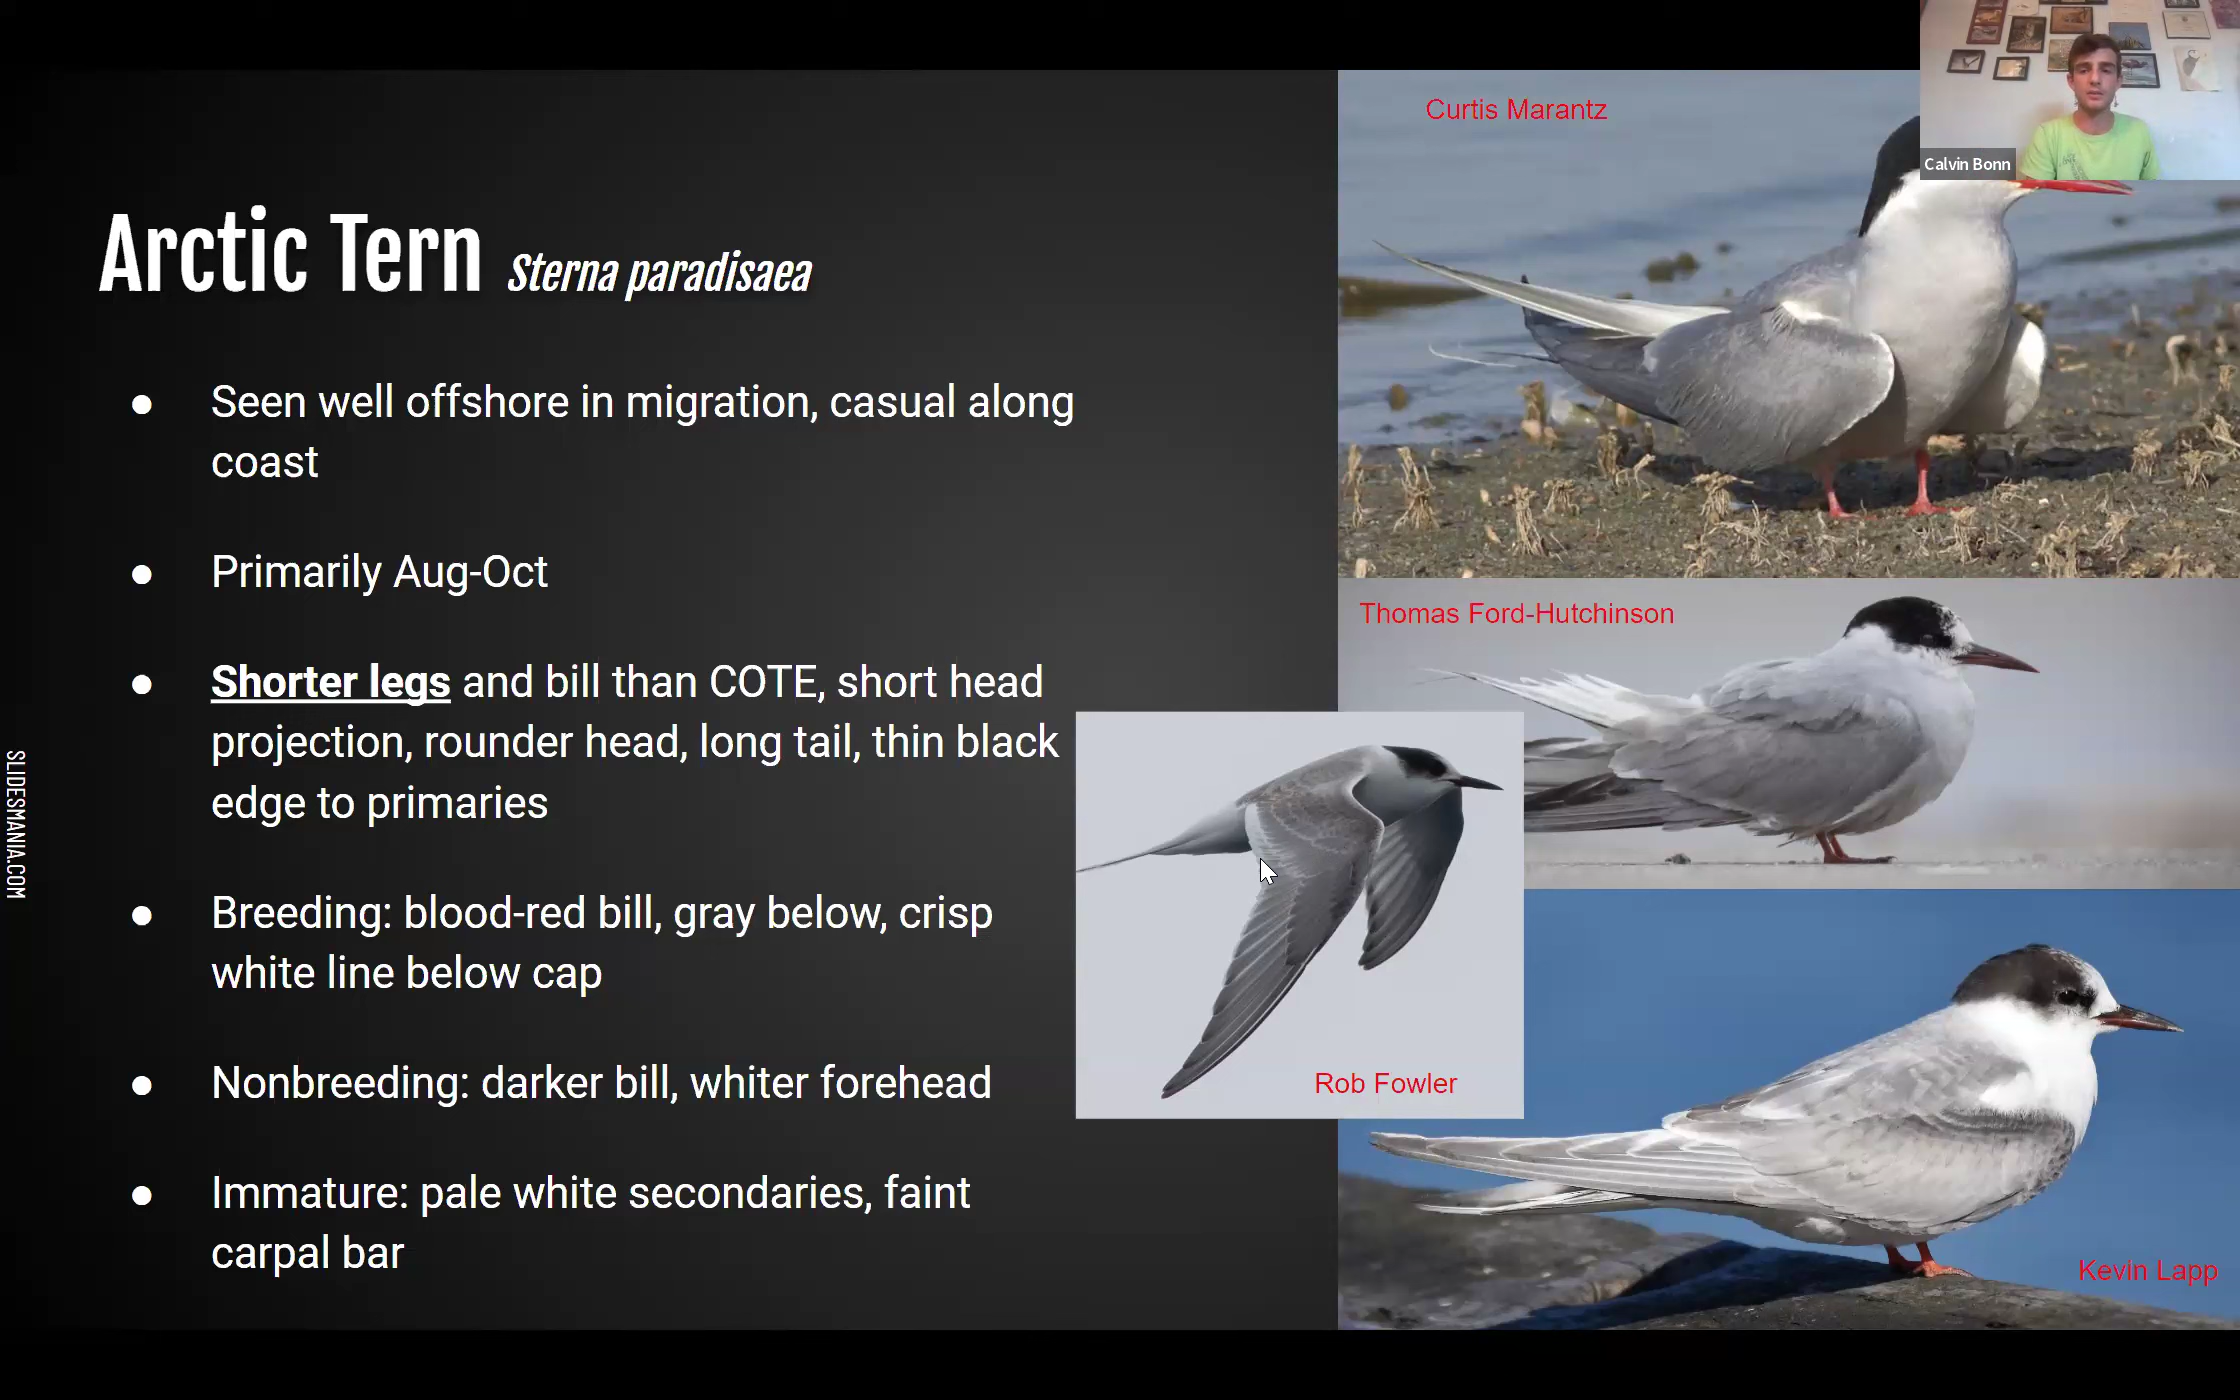 Curtis Marantz
Calvin Bonn
Arctic Tern Sterna paradisaea
● Seen well offshore in migration, casual along
coast
● Primarily Aug-Oct
● Shorter legs and bill than COTE, short head
projection, rounder head, long tail, thin black
edge to primaries
● Breeding: blood-red bill, gray below, crisp
white line below cap
● Nonbreeding: darker bill, whiter forehead
● Immature: pale white secondaries, faint
carpal bar
Thomas Ford-Hutchinson
Rob Fowler
Kevin Lapp
SLIDESMANIA.COM